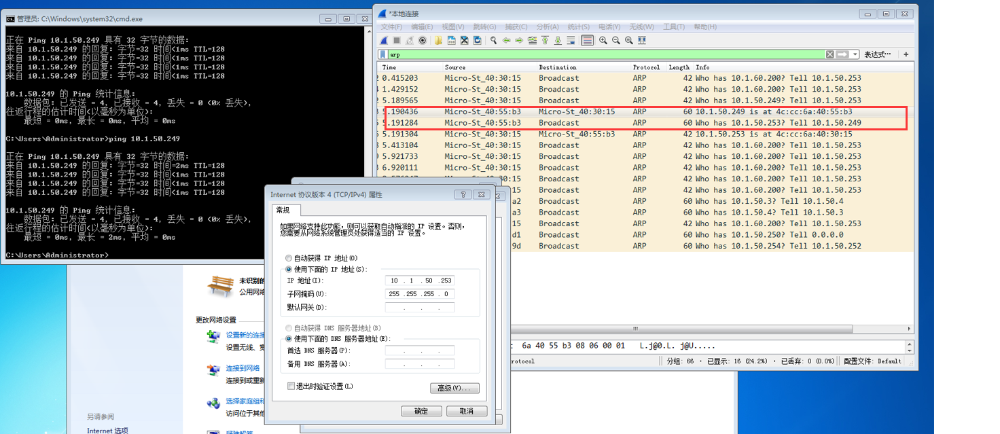 管理员: C:\Windows\system32\cmd.exe
正在 Ping 10.1.50.249 具有 32 字节的数据:
来自 10.1.50.249 的回复: 字节=32 时间<1ms TTL=128
来自 10.1.50.249 的回复: 字节=32 时间<1ms TTL=128
来自 10.1.50.249 的回复: 字节=32 时间<1ms TTL=128
来自 10.1.50.249 的回复: 字节=32 时间<1ms TTL=128
10.1.50.249 的 Ping 统计信息:
数据包: 已发送 = 4, 已接收 = 4, 丢失 = 0 (0% 丢失),
往返行程的估计时间(以毫秒为单位):
最短 = 0ms, 最长 = 0ms, 平均 = 0ms
C:\Users\Administrator>ping 10.1.50.249
正在 Ping 10.1.50.249 具有 32 字节的数据:
来自 10.1.50.249 的回复: 字节=32 时间=2ms TTL=128
来自 10.1.50.249 的回复: 字节=32 时间<1ms TTL=128
来自 10.1.50.249 的回复: 字节=32 时间<1ms TTL=128
来自 10.1.50.249 的回复: 字节=32 时间<1ms TTL=128
10.1.50.249 的 Ping 统计信息:
数据包: 已发送 = 4, 已接收 = 4, 丢失 = 0 (0% 丢失),
往返行程的估计时间(以毫秒为单位):
最短 = 0ms, 最长 = 2ms, 平均 = 0ms
C:\Users\Administrator>
*本地连接
文件(F) 编辑(E) 视图(V) 跳转(G) 捕获(C) 分析(A) 统计(S) 电话(Y) 无线(W) 工具(T) 帮助(H)
arp 表达式… +
Time Source Destination Protocol Length Info
0.415203 Micro-St_40:30:15 Broadcast ARP 42 Who has 10.1.60.200? Tell 10.1.50.253
1.429152 Micro-St_40:30:15 Broadcast ARP 42 Who has 10.1.60.200? Tell 10.1.50.253
5.189565 Micro-St_40:30:15 Broadcast ARP 42 Who has 10.1.50.249? Tell 10.1.50.253
5.190436 Micro-St_40:55:b3 Micro-St_40:30:15 ARP 60 10.1.50.249 is at 4c:cc:6a:40:55:b3
5.191284 Micro-St_40:55:b3 Broadcast ARP 60 Who has 10.1.50.253? Tell 10.1.50.249
5.191304 Micro-St_40:30:15 Micro-St_40:55:b3 ARP 42 10.1.50.253 is at 4c:cc:6a:40:30:15
5.413104 Micro-St_40:30:15 Broadcast ARP 42 Who has 10.1.60.200? Tell 10.1.50.253
5.921733 Micro-St_40:30:15 Broadcast ARP 42 Who has 10.1.60.200? Tell 10.1.50.253
6.920111 Micro-St_40:30:15 Broadcast ARP 42 Who has 10.1.60.200? Tell 10.1.50.253
:30:15 Broadcast ARP 42 Who has 10.1.60.200? Tell 10.1.50.253
:15 Broadcast ARP 42 Who has 10.1.60.200? Tell 10.1.50.253
a2 Broadcast ARP 60 Who has 10.1.50.3? Tell 10.1.50.4
a3 Broadcast ARP 60 Who has 10.1.50.4? Tell 10.1.50.3
15 Broadcast ARP 42 Who has 10.1.60.200? Tell 10.1.50.253
d1 Broadcast ARP 60 Who has 10.1.50.250? Tell 0.0.0.0
9d Broadcast ARP 60 Who has 10.1.50.254? Tell 10.1.50.252
6a 40 55 b3 08 06 00 01 L.j@0.L. j@U.....
rotocol 分组: 66 · 已显示: 16 (24.2%) · 已丢弃: 0 (0.0%) 配置文件: Default
Internet 协议版本 4 (TCP/IPv4) 属性
常规
如果网络支持此功能，则可以获取自动指派的 IP 设置。否则，
您需要从网络系统管理员处获得适当的 IP 设置。
自动获得 IP 地址(O)
使用下面的 IP 地址(S):
IP 地址(I): 10 . 1 . 50 .253
子网掩码(U): 255 .255 .255 . 0
默认网关(D): . . .
自动获得 DNS 服务器地址(B)
使用下面的 DNS 服务器地址(E):
首选 DNS 服务器(P): . . .
备用 DNS 服务器(A): . . .
退出时验证设置(L)
高级(V)...
确定 取消
未识别的
公用网络
更改网络设置
设置新的连接
设置无线、宽
连接到网络
连接到或重新
选择家庭组和
访问位于其他
疑难解答
另请参阅
Internet 选项